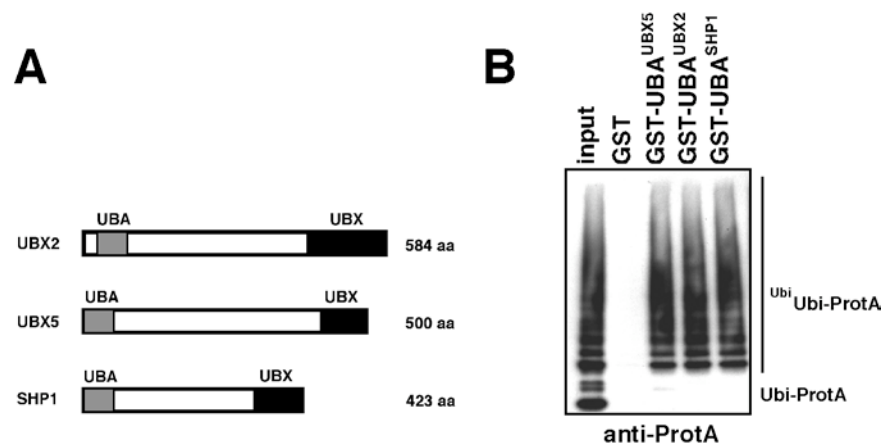 A
UBA UBX
UBX2 584 aa
UBA UBX
UBX5 500 aa
UBA UBX
SHP1 423 aa
B
input
GST
GST-UBA^UBX5
GST-UBA^UBX2
GST-UBA^SHP1
^Ubi Ubi-ProtA
Ubi-ProtA
anti-ProtA